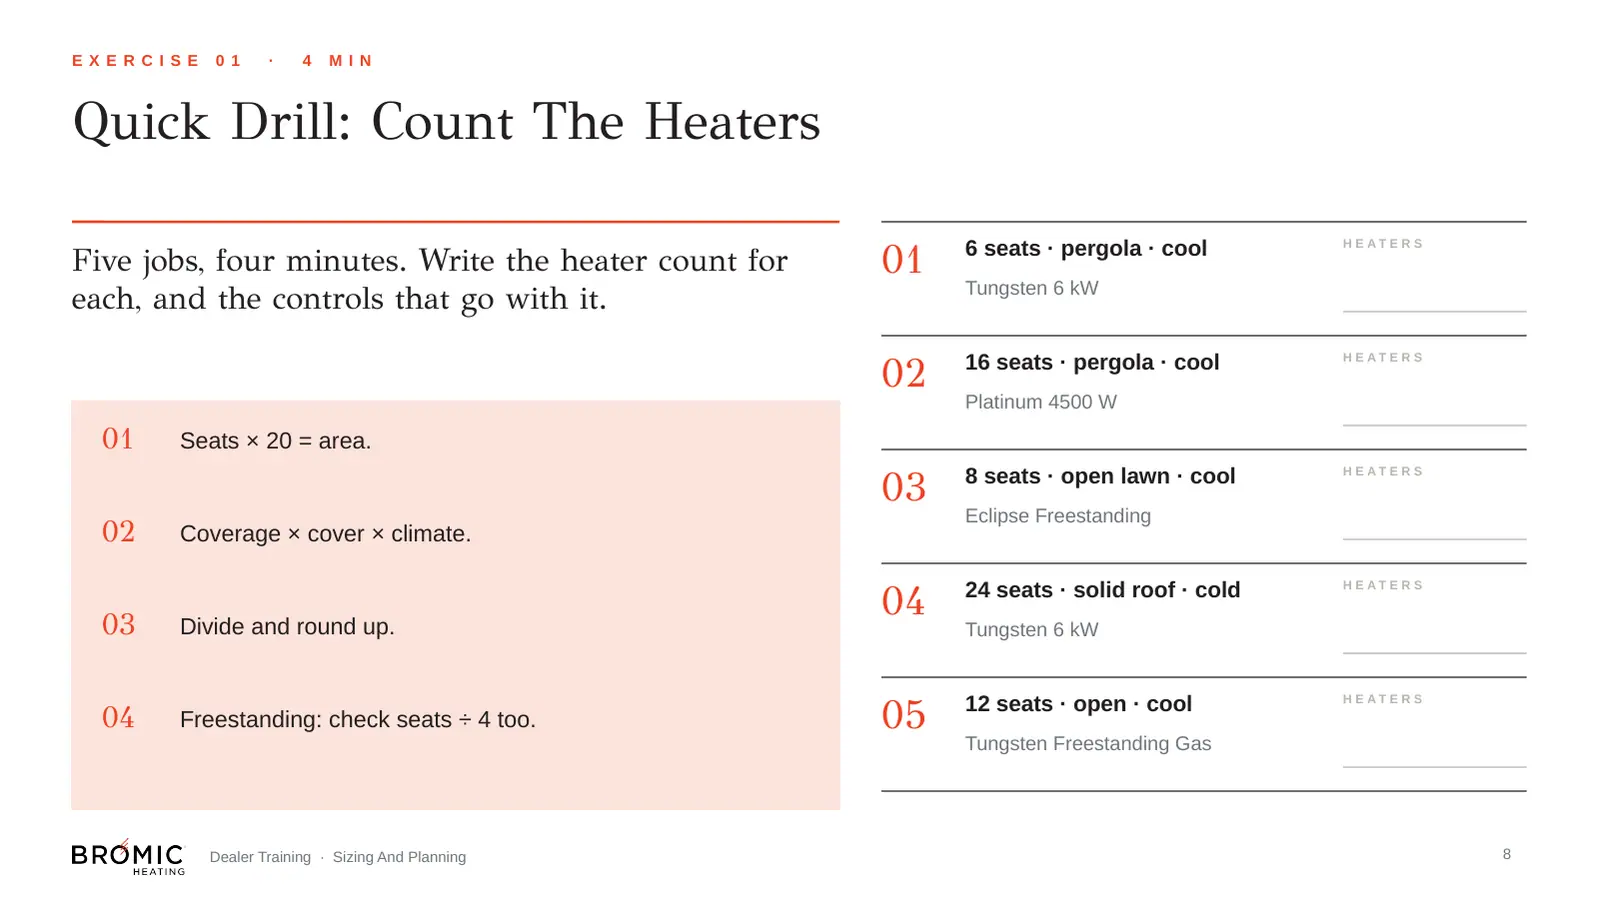 EXERCISE 01 · 4 MIN
Quick Drill: Count The Heaters
Five jobs, four minutes. Write the heater count for
each, and the controls that go with it.
01 Seats × 20 = area.
02 Coverage × cover × climate.
03 Divide and round up.
04 Freestanding: check seats ÷ 4 too.
01 6 seats · pergola · cool HEATERS
Tungsten 6 kW
02 16 seats · pergola · cool HEATERS
Platinum 4500 W
03 8 seats · open lawn · cool HEATERS
Eclipse Freestanding
04 24 seats · solid roof · cold HEATERS
Tungsten 6 kW
05 12 seats · open · cool HEATERS
Tungsten Freestanding Gas
BROMIC
HEATING
Dealer Training · Sizing And Planning
8